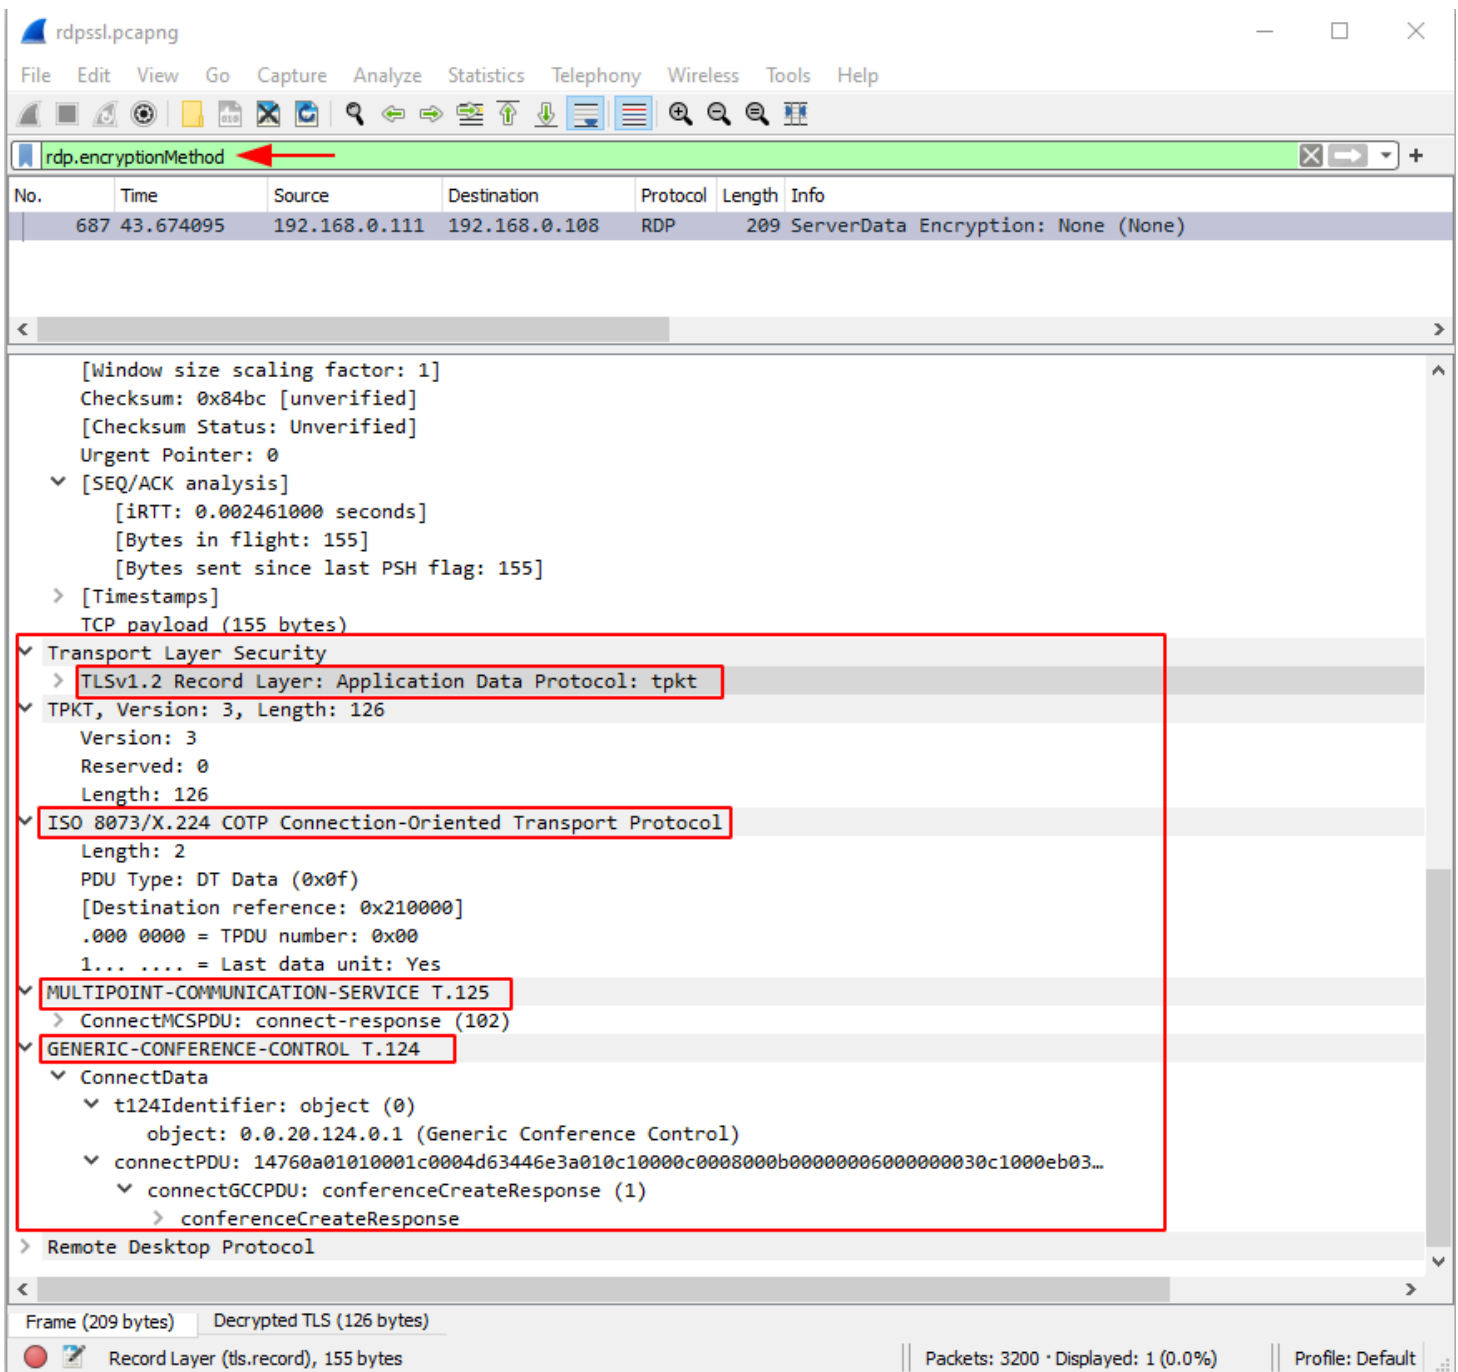 rdpssl.pcapng
File Edit View Go Capture Analyze Statistics Telephony Wireless Tools Help
rdp.encryptionMethod
No. Time Source Destination Protocol Length Info
687 43.674095 192.168.0.111 192.168.0.108 RDP 209 ServerData Encryption: None (None)
[Window size scaling factor: 1]
Checksum: 0x84bc [unverified]
[Checksum Status: Unverified]
Urgent Pointer: 0
[SEQ/ACK analysis]
[iRTT: 0.002461000 seconds]
[Bytes in flight: 155]
[Bytes sent since last PSH flag: 155]
[Timestamps]
TCP payload (155 bytes)
Transport Layer Security
TLSv1.2 Record Layer: Application Data Protocol: tpkt
TPKT, Version: 3, Length: 126
Version: 3
Reserved: 0
Length: 126
ISO 8073/X.224 COTP Connection-Oriented Transport Protocol
Length: 2
PDU Type: DT Data (0x0f)
[Destination reference: 0x210000]
.000 0000 = TPDU number: 0x00
1... .... = Last data unit: Yes
MULTIPOINT-COMMUNICATION-SERVICE T.125
ConnectMCSPDU: connect-response (102)
GENERIC-CONFERENCE-CONTROL T.124
ConnectData
t124Identifier: object (0)
object: 0.0.20.124.0.1 (Generic Conference Control)
connectPDU: 14760a01010001c0004d63446e3a010c10000c0008000b00000006000000030c1000eb03…
connectGCCPDU: conferenceCreateResponse (1)
conferenceCreateResponse
Remote Desktop Protocol
Frame (209 bytes) Decrypted TLS (126 bytes)
Record Layer (tls.record), 155 bytes Packets: 3200 · Displayed: 1 (0.0%) Profile: Default